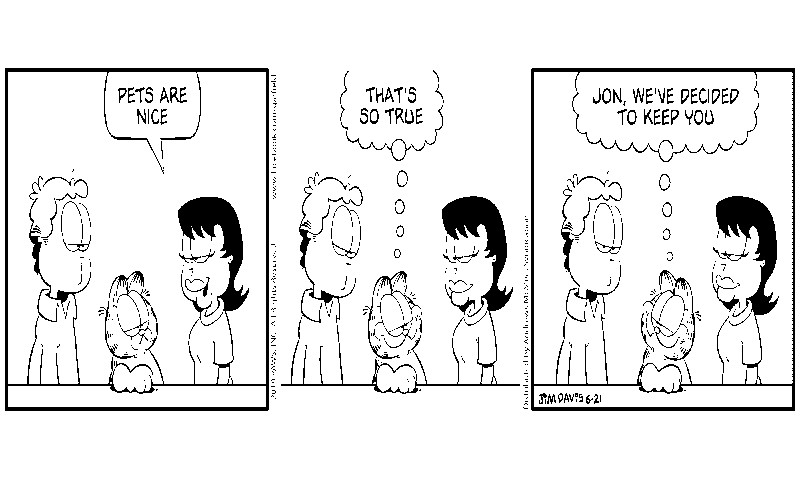 PETS ARE
NICE
THAT'S
SO TRUE
JON, WE'VE DECIDED
TO KEEP YOU
JIM DAVIS 6-21